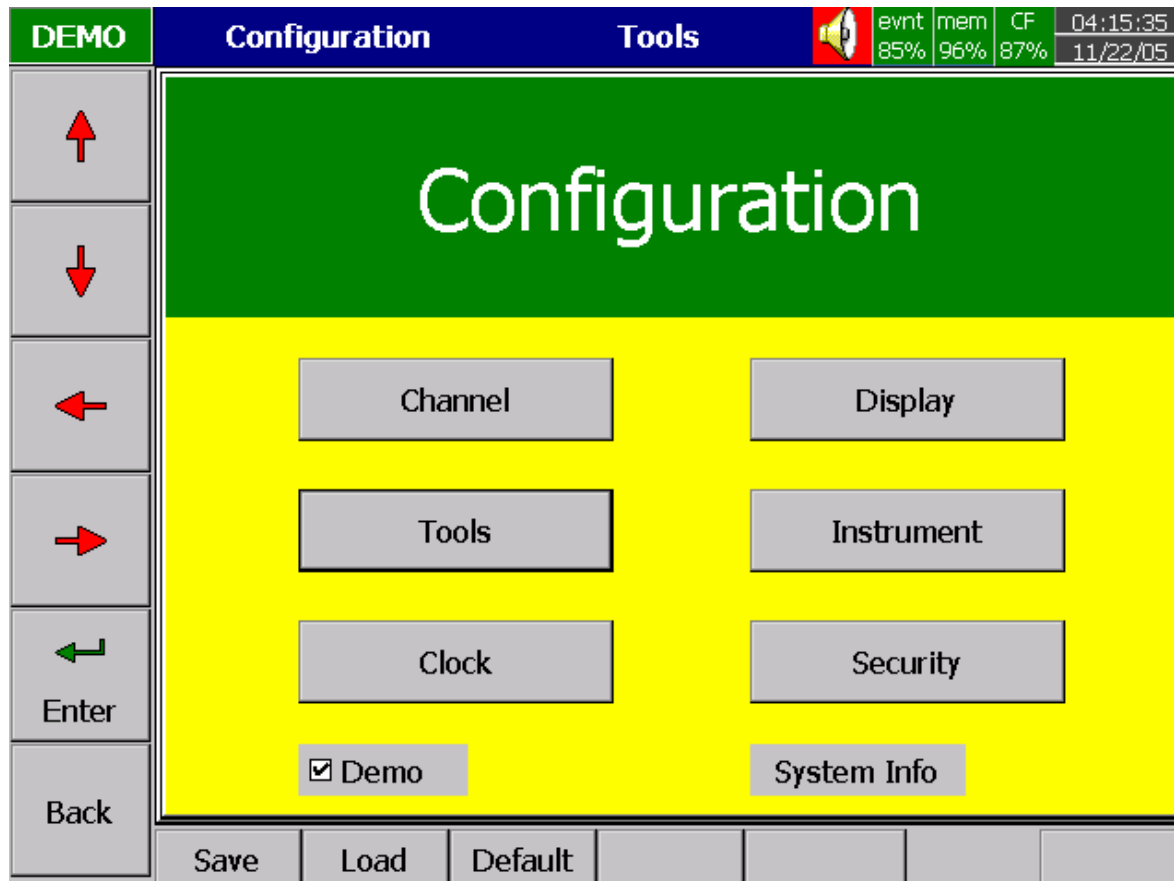 DEMO Configuration Tools evnt mem CF 04:15:35
85% 96% 87% 11/22/05
Configuration
Channel Display
Tools Instrument
Clock Security
Enter
Demo System Info
Back
Save Load Default